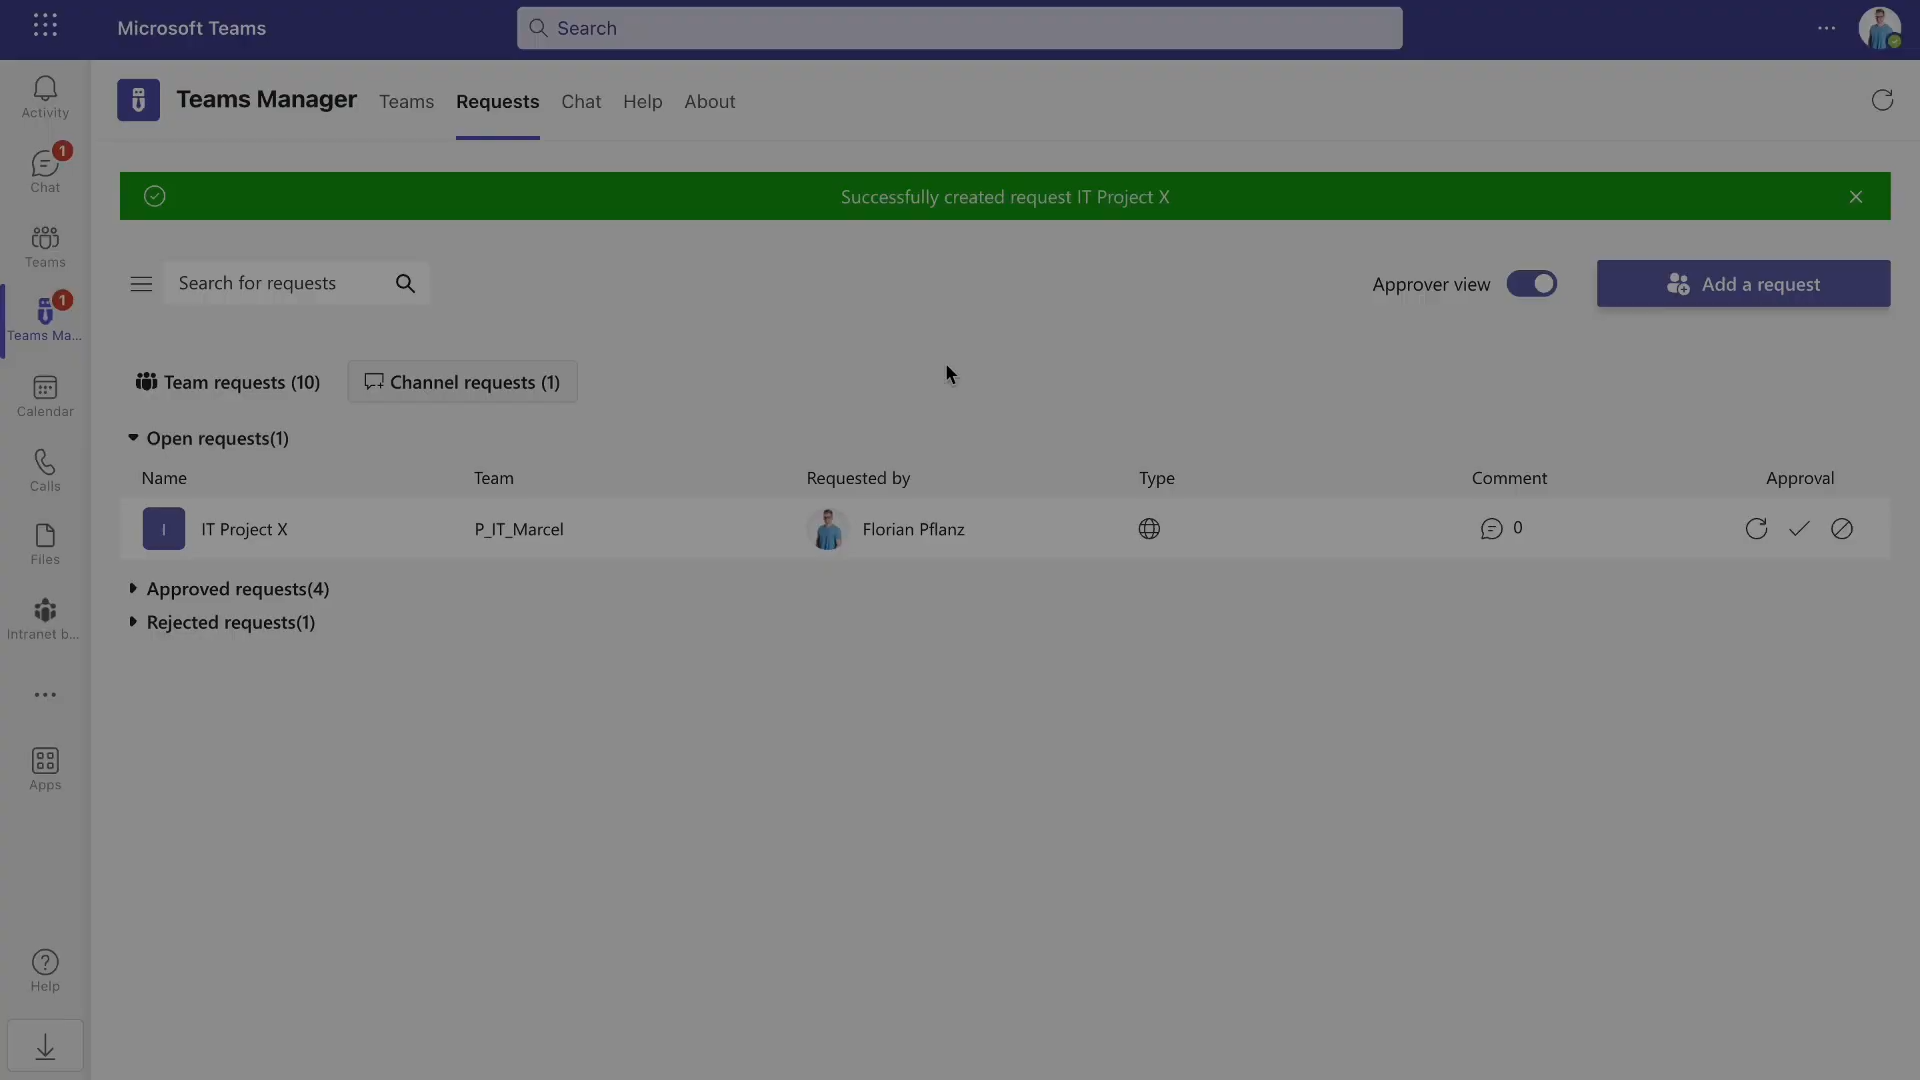 Microsoft Teams
Search
Activity
1
Chat
Teams
1
Teams Ma...
Calendar
Calls
Files
Intranet b...
Apps
Help
Teams Manager
Teams
Requests
Chat
Help
About
Successfully created request IT Project X
Search for requests
Approver view
Add a request
Team requests (10)
Channel requests (1)
Open requests(1)
Name
Team
Requested by
Type
Comment
Approval
I
IT Project X
P_IT_Marcel
Florian Pflanz
0
Approved requests(4)
Rejected requests(1)